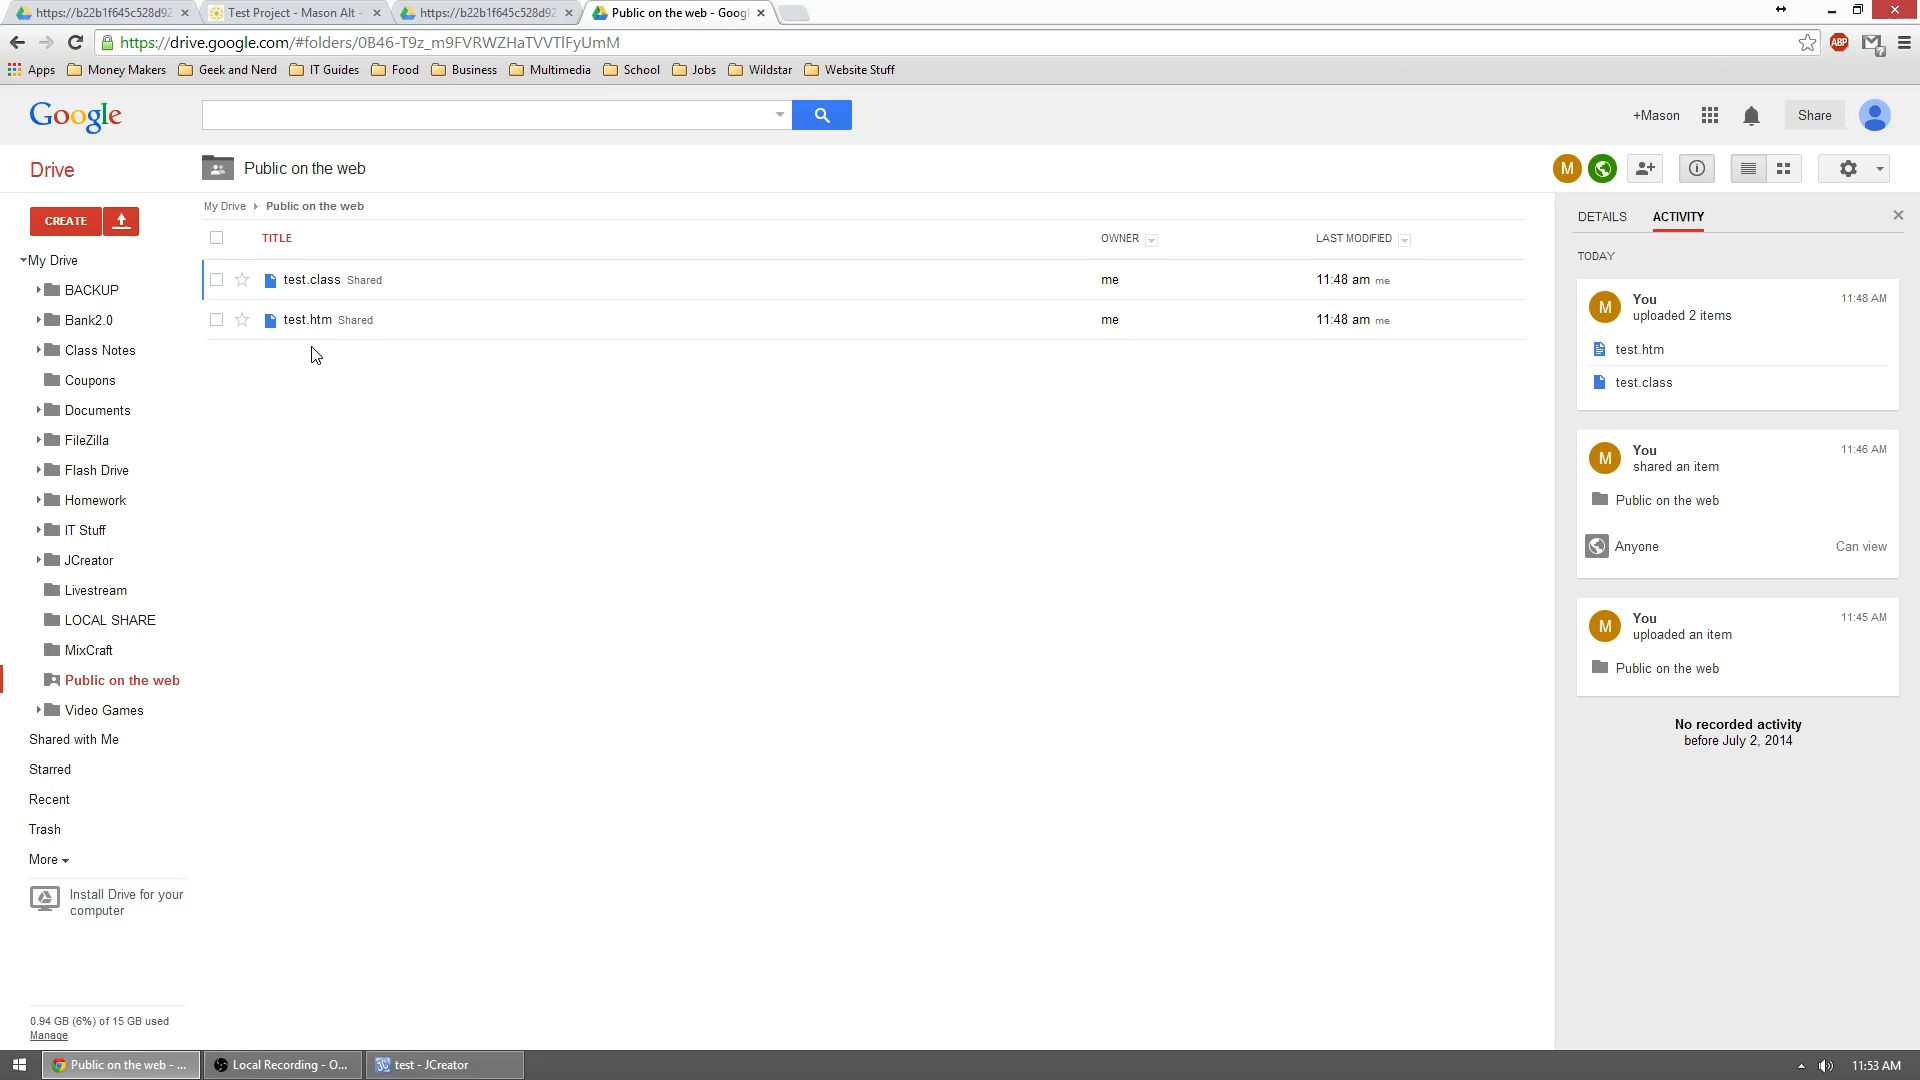 https://b22b1f645c528d92
Test Project - Mason Alt -
https://b22b1f645c528d92
Public on the web - Goog
https://drive.google.com/#folders/0B46-T9z_m9FVRWZHaTVVTlFyUmM
ABP
Apps
Money Makers
Geek and Nerd
IT Guides
Food
Business
Multimedia
School
Jobs
Wildstar
Website Stuff
Google
+Mason
Share
Drive
Public on the web
M
My Drive
Public on the web
CREATE
TITLE
OWNER
LAST MODIFIED
test.class Shared
me
11:48 am me
test.htm Shared
me
11:48 am me
My Drive
BACKUP
Bank2.0
Class Notes
Coupons
Documents
FileZilla
Flash Drive
Homework
IT Stuff
JCreator
Livestream
LOCAL SHARE
MixCraft
Public on the web
Video Games
Shared with Me
Starred
Recent
Trash
More
Install Drive for your
computer
0.94 GB (6%) of 15 GB used
Manage
DETAILS
ACTIVITY
TODAY
M
You
11:48 AM
uploaded 2 items
test.htm
test.class
M
You
11:46 AM
shared an item
Public on the web
Anyone
Can view
M
You
11:45 AM
uploaded an item
Public on the web
No recorded activity
before July 2, 2014
Public on the web - ...
Local Recording - O...
test - JCreator
11:53 AM